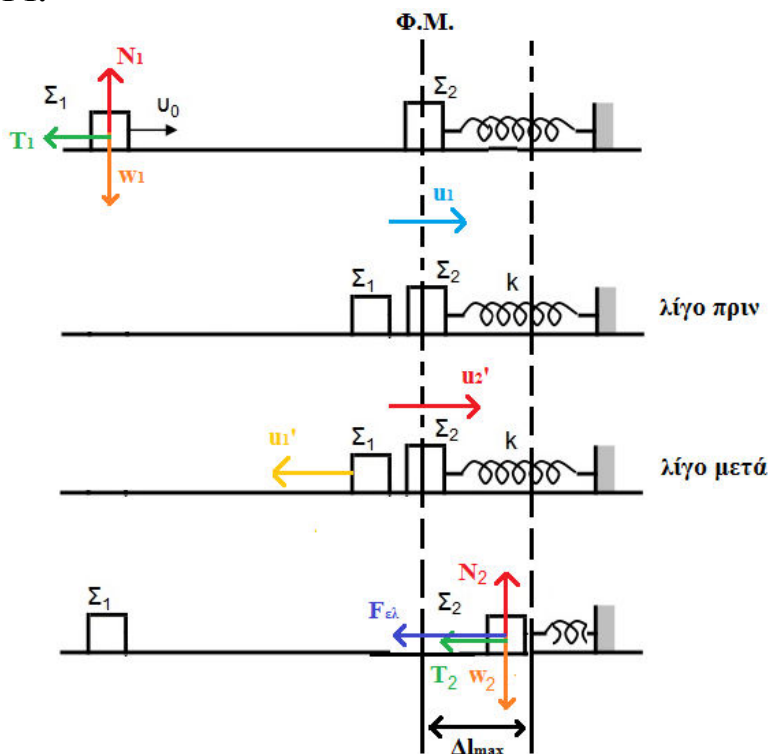 Φ.Μ.
N1
Σ1 υ0 Σ2
T1
w1
u1
Σ1 Σ2 k
λίγο πριν
u2'
u1' Σ1 Σ2 k
λίγο μετά
N2
Σ1 Fελ Σ2
T2 w2
Δlmax